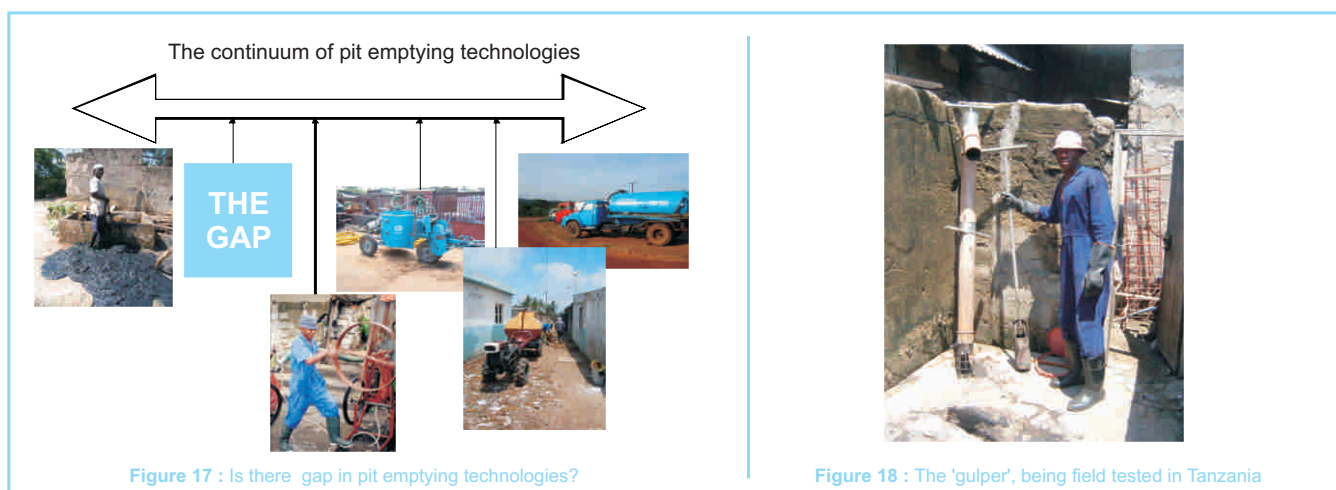 The continuum of pit emptying technologies
THE
GAP
Figure 17 : Is there gap in pit emptying technologies?
Figure 18 : The 'gulper', being field tested in Tanzania